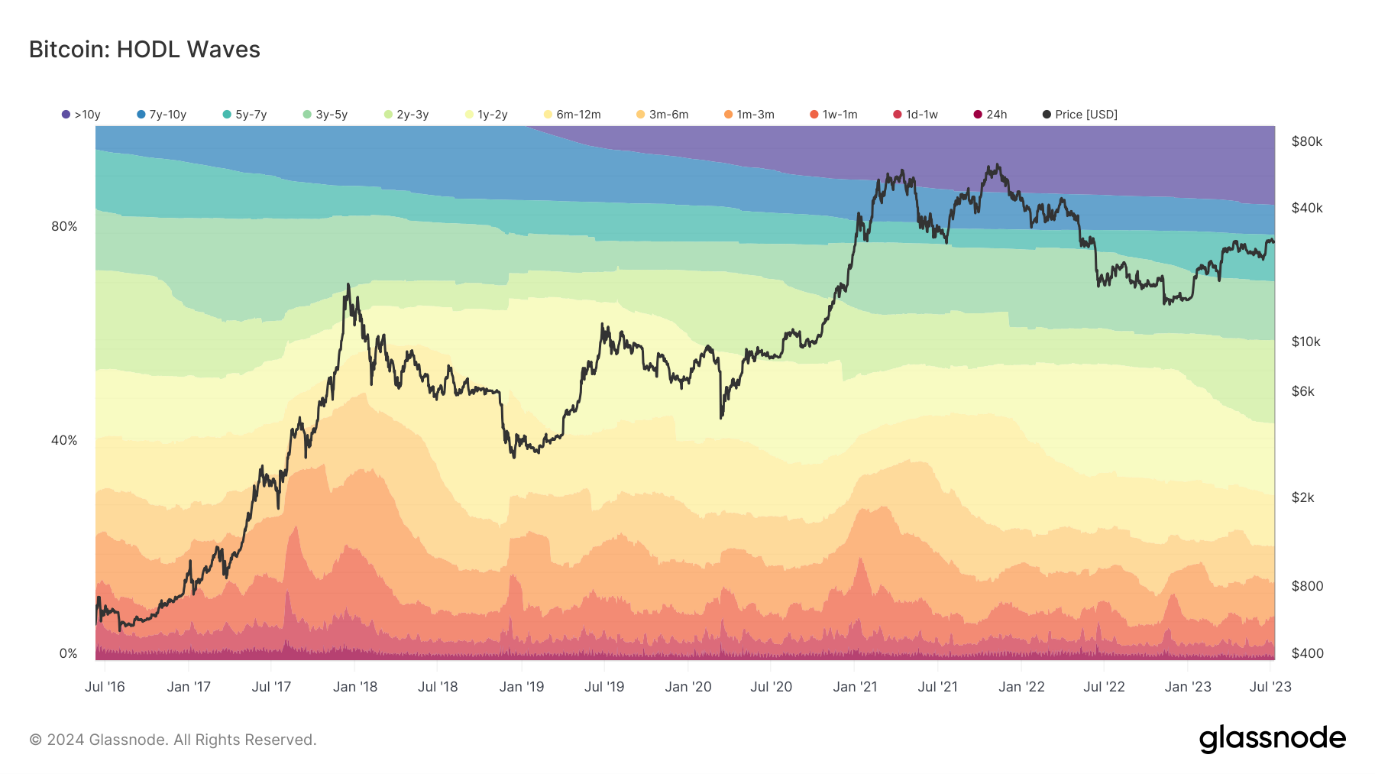 Bitcoin: HODL Waves
>10y 7y-10y 5y-7y 3y-5y 2y-3y 1y-2y 6m-12m 3m-6m 1m-3m 1w-1m 1d-1w 24h Price [USD]
$80k
$40k
80%
$10k
$6k
40%
$2k
$800
0%
$400
Jul '16 Jan '17 Jul '17 Jan '18 Jul '18 Jan '19 Jul '19 Jan '20 Jul '20 Jan '21 Jul '21 Jan '22 Jul '22 Jan '23 Jul '23
© 2024 Glassnode. All Rights Reserved.
glassnode